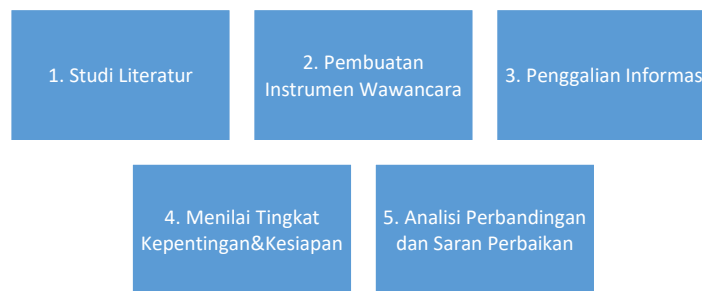 1. Studi Literatur
2. Pembuatan
Instrumen Wawancara
3. Penggalian Informas
4. Menilai Tingkat
Kepentingan&Kesiapan
5. Analisi Perbandingan
dan Saran Perbaikan